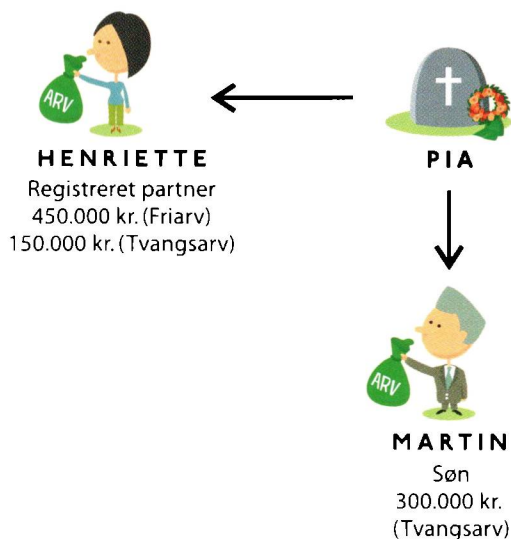 ARV
HENRIETTE
Registreret partner
450.000 kr. (Friarv)
150.000 kr. (Tvangsarv)
PIA
ARV
MARTIN
Søn
300.000 kr.
(Tvangsarv)